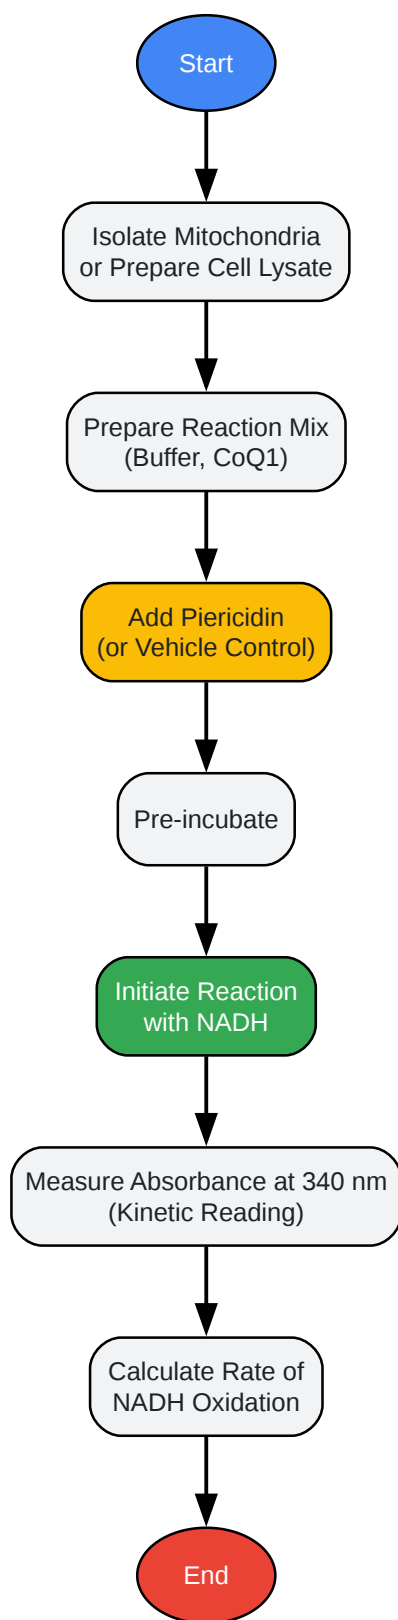 Start
Isolate Mitochondria
or Prepare Cell Lysate
Prepare Reaction Mix
(Buffer, CoQ1)
Add Piericidin
(or Vehicle Control)
Pre-incubate
Initiate Reaction
with NADH
Measure Absorbance at 340 nm
(Kinetic Reading)
Calculate Rate of
NADH Oxidation
End